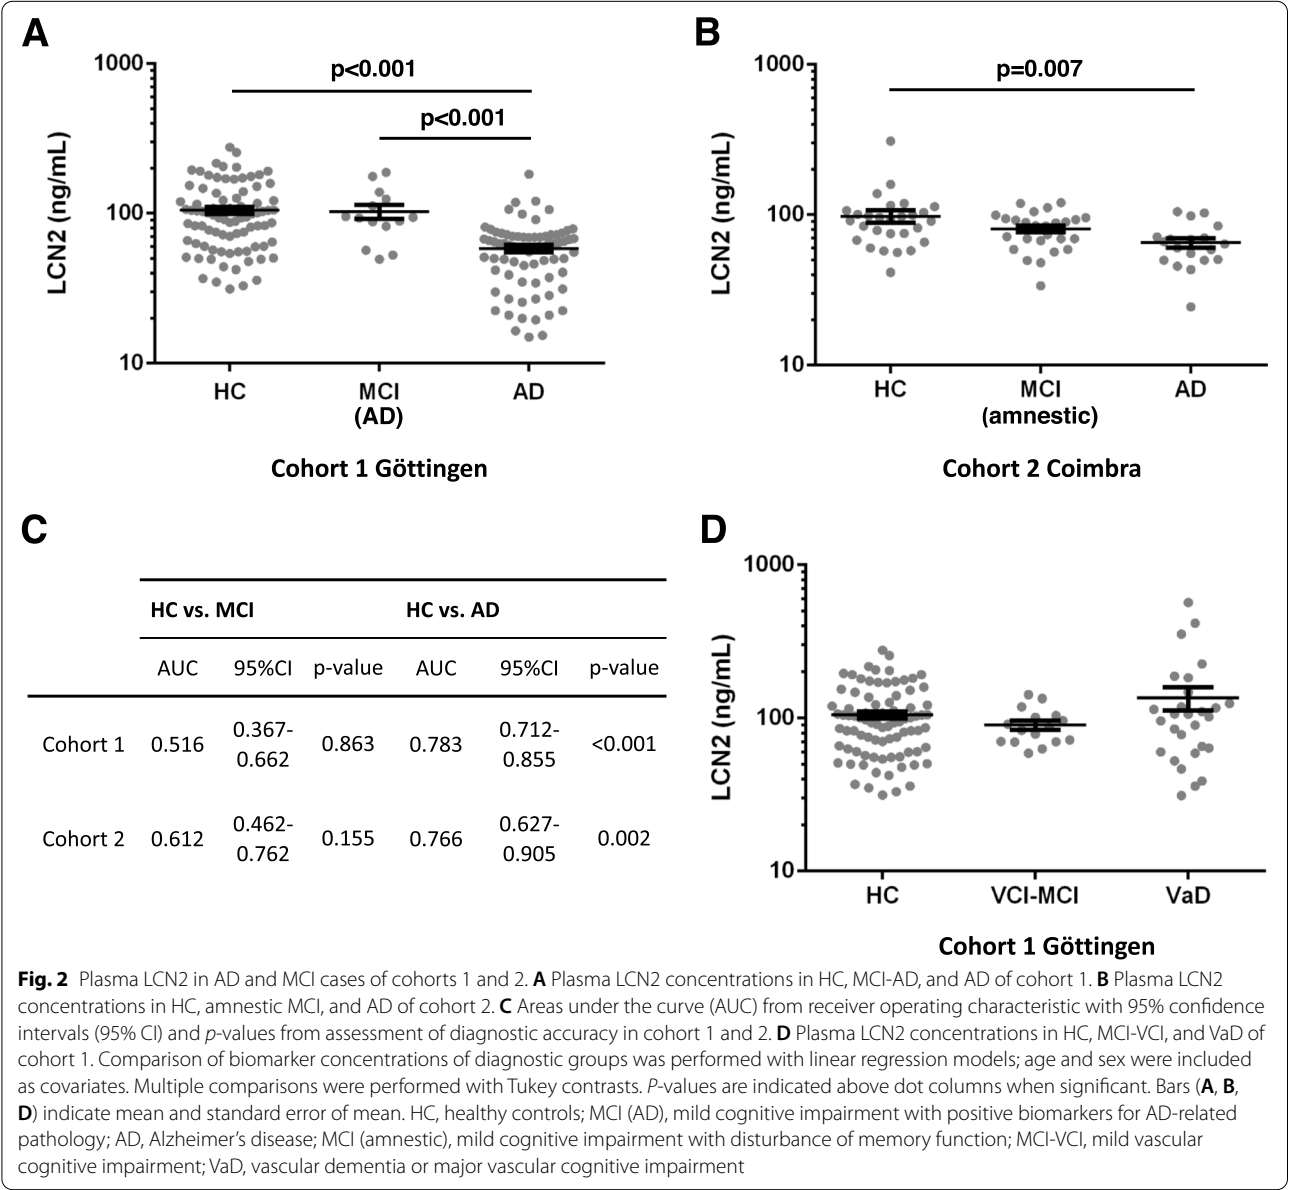 A
LCN2 (ng/mL)
1000
100
10
p<0.001
p<0.001
HC
MCI
(AD)
AD
Cohort 1 Göttingen
B
LCN2 (ng/mL)
1000
100
10
p=0.007
HC
MCI
(amnestic)
AD
Cohort 2 Coimbra
C
HC vs. MCI HC vs. AD
AUC 95%CI p-value AUC 95%CI p-value
Cohort 1 0.516 0.367-0.662 0.863 0.783 0.712-0.855 <0.001
Cohort 2 0.612 0.462-0.762 0.155 0.766 0.627-0.905 0.002
D
LCN2 (ng/mL)
1000
100
10
HC
VCI-MCI
VaD
Cohort 1 Göttingen
Fig. 2 Plasma LCN2 in AD and MCI cases of cohorts 1 and 2. A Plasma LCN2 concentrations in HC, MCI-AD, and AD of cohort 1. B Plasma LCN2
concentrations in HC, amnestic MCI, and AD of cohort 2. C Areas under the curve (AUC) from receiver operating characteristic with 95% confidence
intervals (95% CI) and p-values from assessment of diagnostic accuracy in cohort 1 and 2. D Plasma LCN2 concentrations in HC, MCI-VCI, and VaD of
cohort 1. Comparison of biomarker concentrations of diagnostic groups was performed with linear regression models; age and sex were included
as covariates. Multiple comparisons were performed with Tukey contrasts. P-values are indicated above dot columns when significant. Bars (A, B,
D) indicate mean and standard error of mean. HC, healthy controls; MCI (AD), mild cognitive impairment with positive biomarkers for AD-related
pathology; AD, Alzheimer's disease; MCI (amnestic), mild cognitive impairment with disturbance of memory function; MCI-VCI, mild vascular
cognitive impairment; VaD, vascular dementia or major vascular cognitive impairment